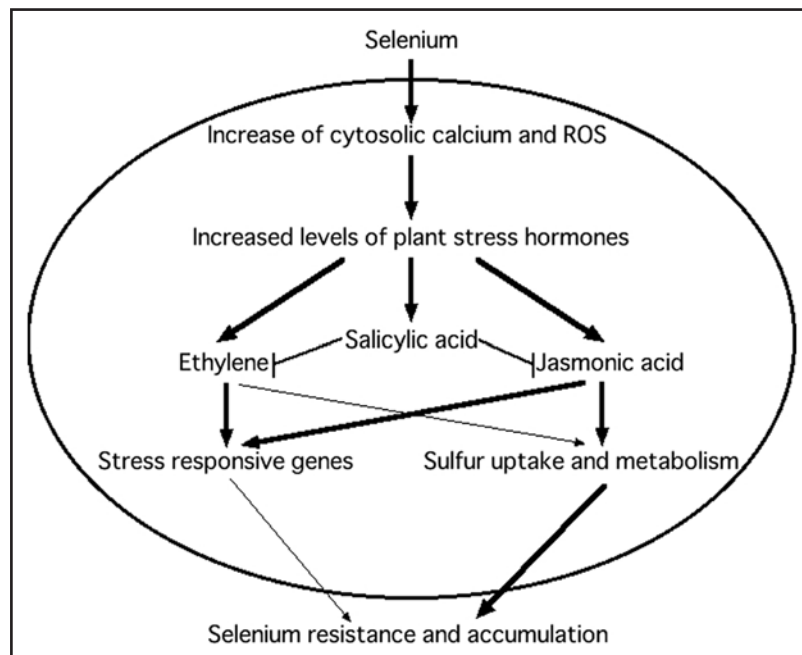 Selenium
Increase of cytosolic calcium and ROS
Increased levels of plant stress hormones
Salicylic acid
Ethylene
Jasmonic acid
Stress responsive genes
Sulfur uptake and metabolism
Selenium resistance and accumulation